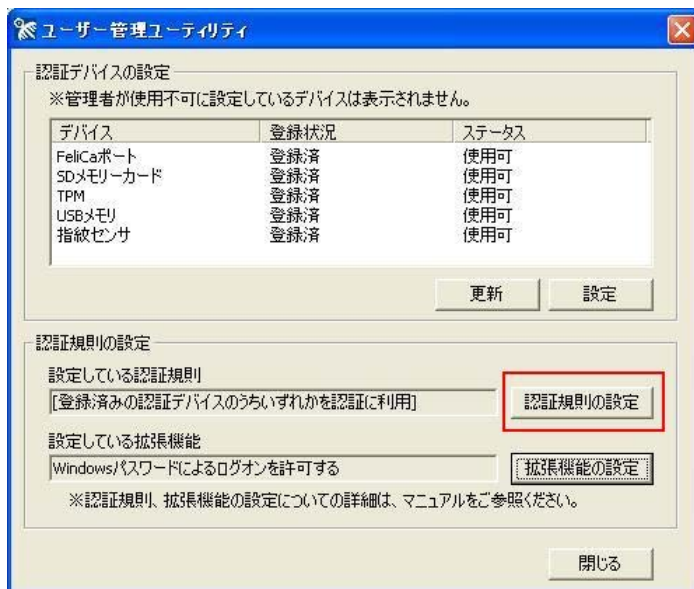 ユーザー管理ユーティリティ
認証デバイスの設定
※管理者が使用不可に設定しているデバイスは表示されません。
デバイス 登録状況 ステータス
FeliCaポート 登録済 使用可
SDメモリーカード 登録済 使用可
TPM 登録済 使用可
USBメモリ 登録済 使用可
指紋センサ 登録済 使用可
更新 設定
認証規則の設定
設定している認証規則
[登録済みの認証デバイスのうちいずれかを認証に利用] 認証規則の設定
設定している拡張機能
Windowsパスワードによるログオンを許可する 拡張機能の設定
※認証規則、拡張機能の設定についての詳細は、マニュアルをご参照ください。
閉じる